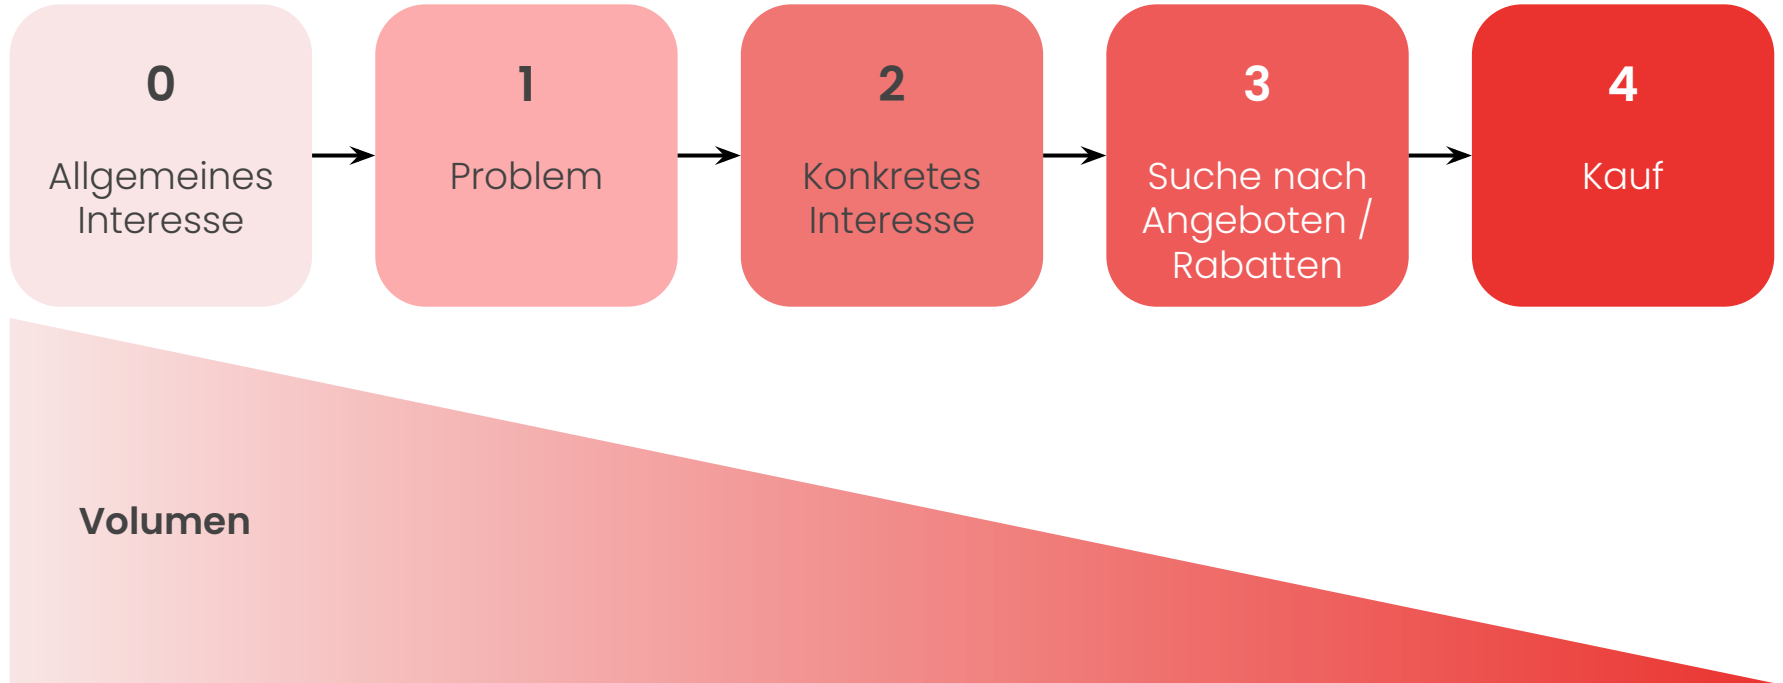 0
Allgemeines
Interesse
1
Problem
2
Konkretes
Interesse
3
Suche nach
Angeboten /
Rabatten
4
Kauf
Volumen